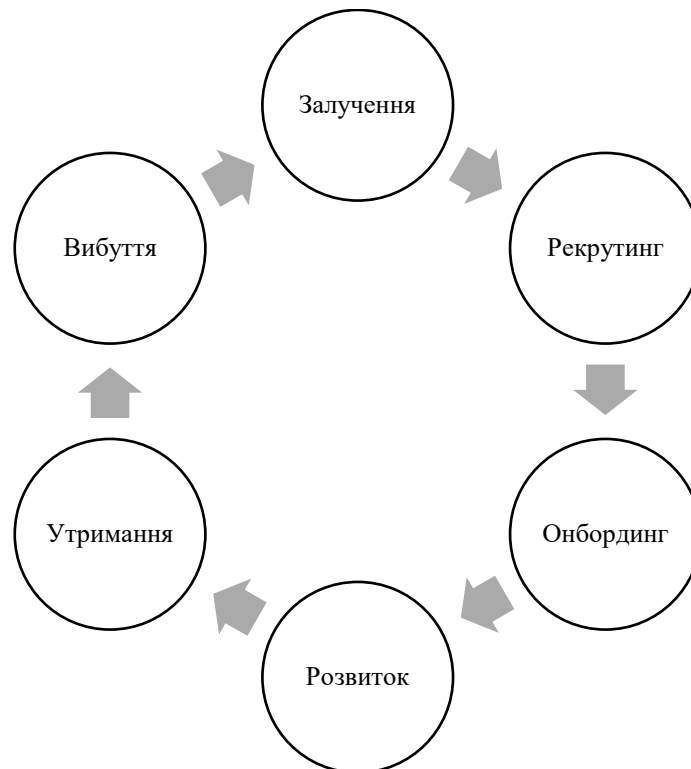 Залучення
Рекрутинг
Онбординг
Розвиток
Утримання
Вибуття